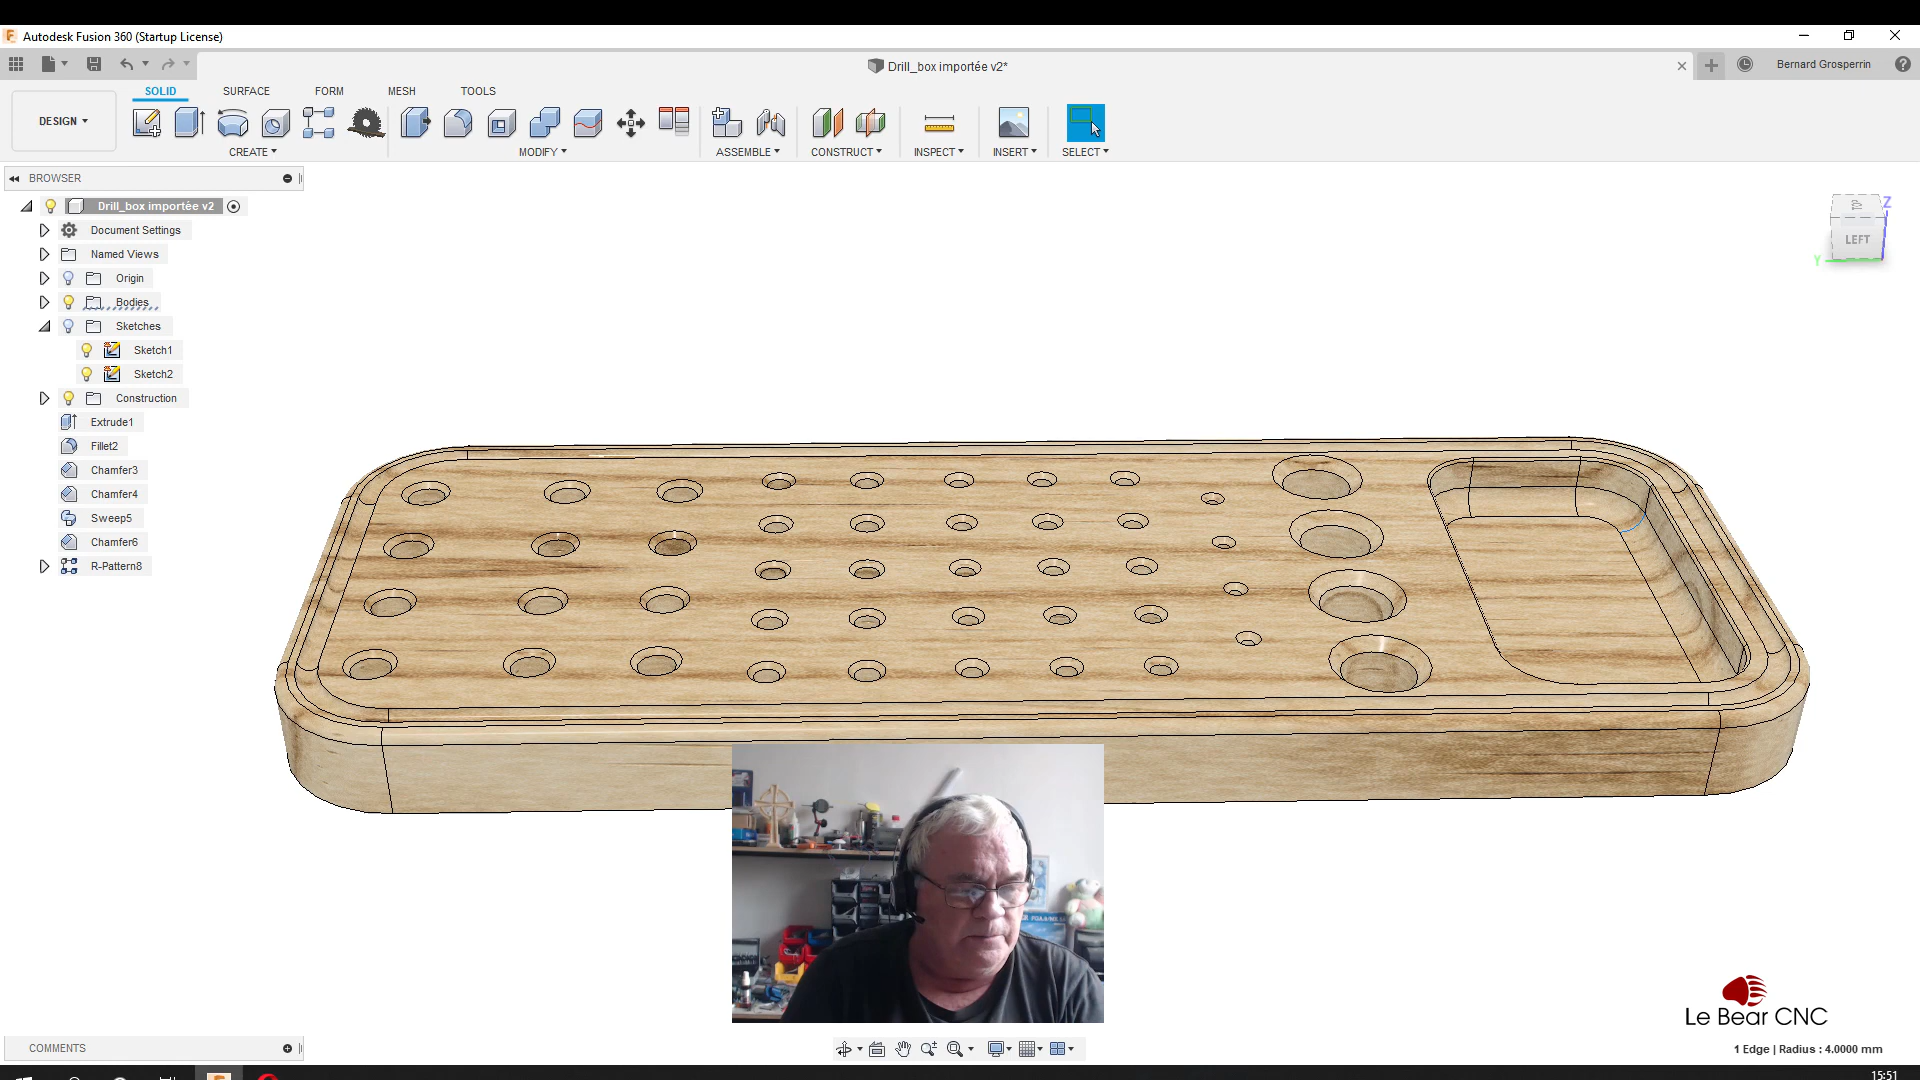 Autodesk Fusion 360 (Startup License)
Drill_box importée v2*
Bernard Grosperrin
SOLID SURFACE FORM MESH TOOLS
DESIGN
CREATE MODIFY ASSEMBLE CONSTRUCT INSPECT INSERT SELECT
BROWSER
Drill_box importée v2
Document Settings
Named Views
Origin
Bodies
Sketches
Sketch1
Sketch2
Construction
Extrude1
Fillet2
Chamfer3
Chamfer4
Sweep5
Chamfer6
R-Pattern8
Z
LEFT
Y
Le Bear CNC
COMMENTS
1 Edge | Radius : 4.0000 mm
15:51